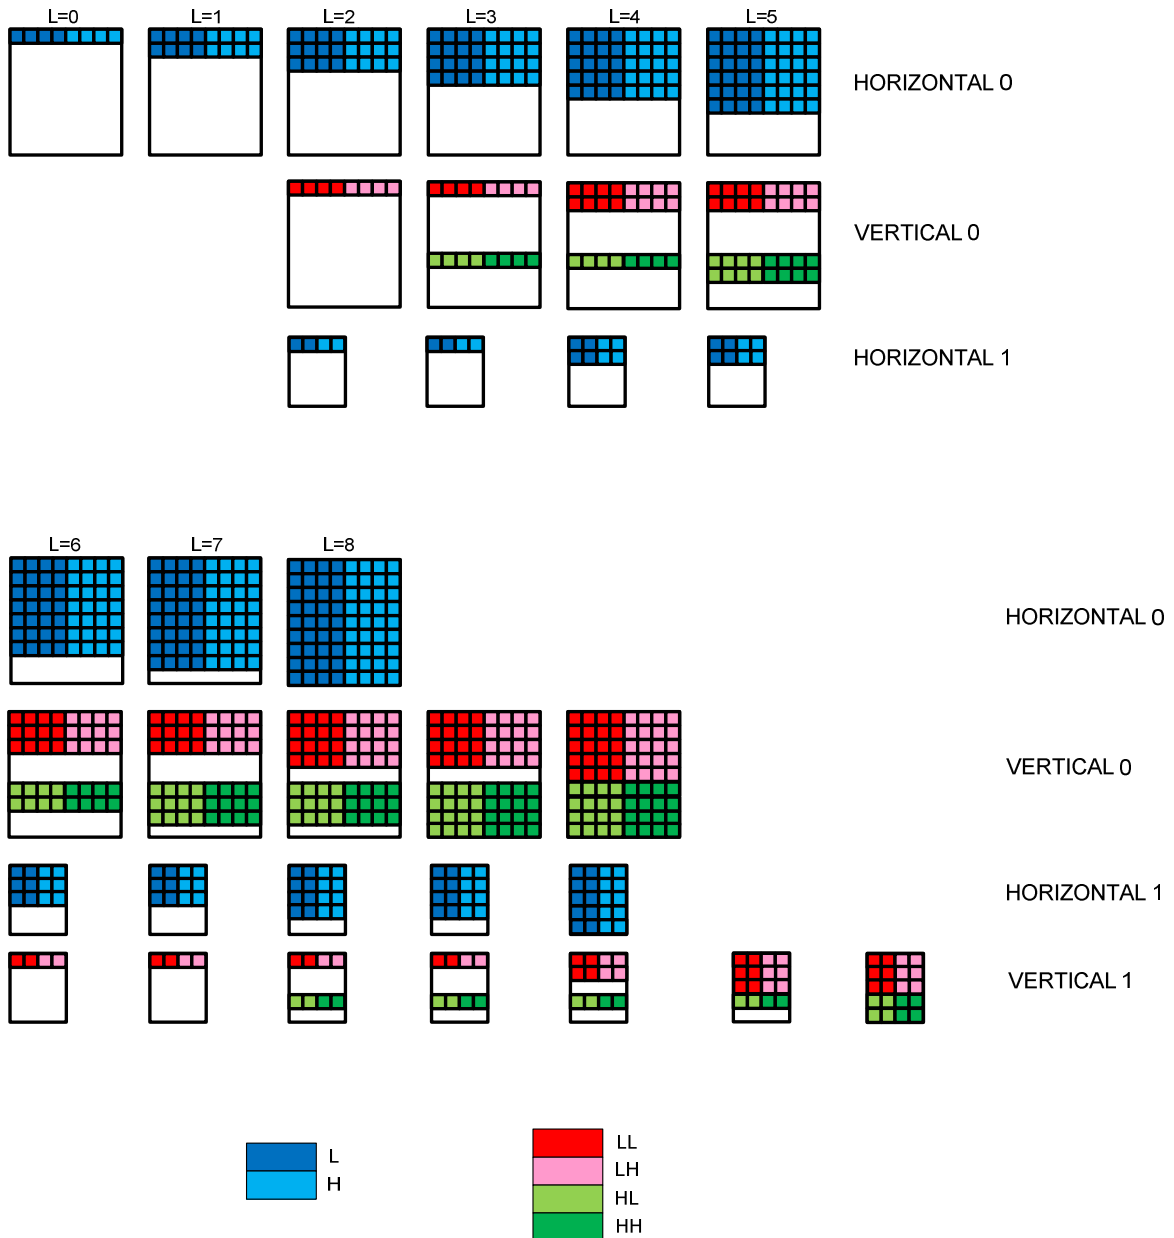 L=0 L=1 L=2 L=3 L=4 L=5
HORIZONTAL 0
VERTICAL 0
HORIZONTAL 1
L=6 L=7 L=8
HORIZONTAL 0
VERTICAL 0
HORIZONTAL 1
VERTICAL 1
L
H
LL
LH
HL
HH